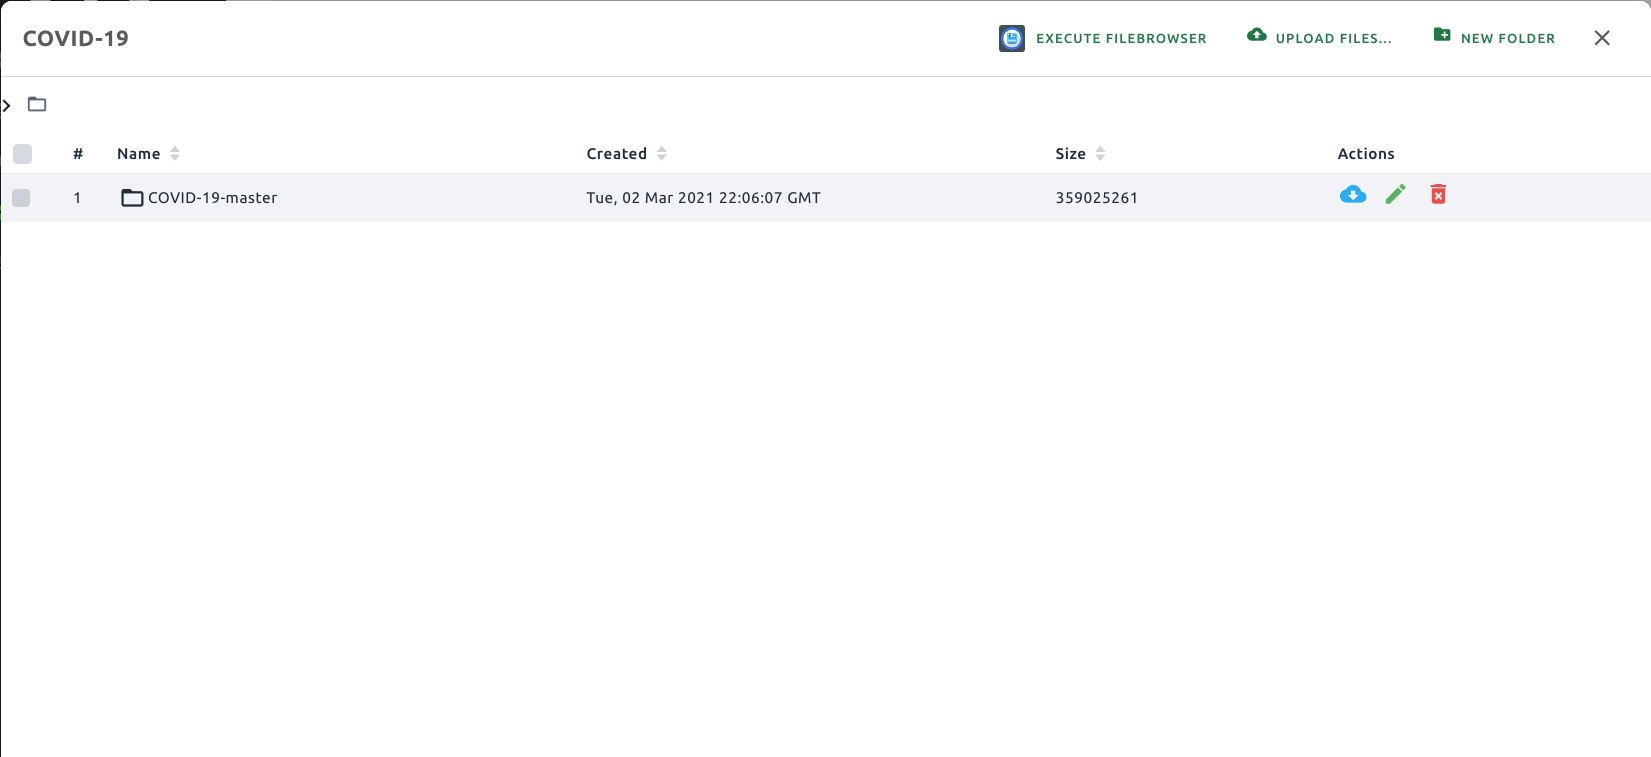 COVID-19 EXECUTE FILEBROWSER UPLOAD FILES... NEW FOLDER
# Name Created Size Actions
1 COVID-19-master Tue, 02 Mar 2021 22:06:07 GMT 359025261